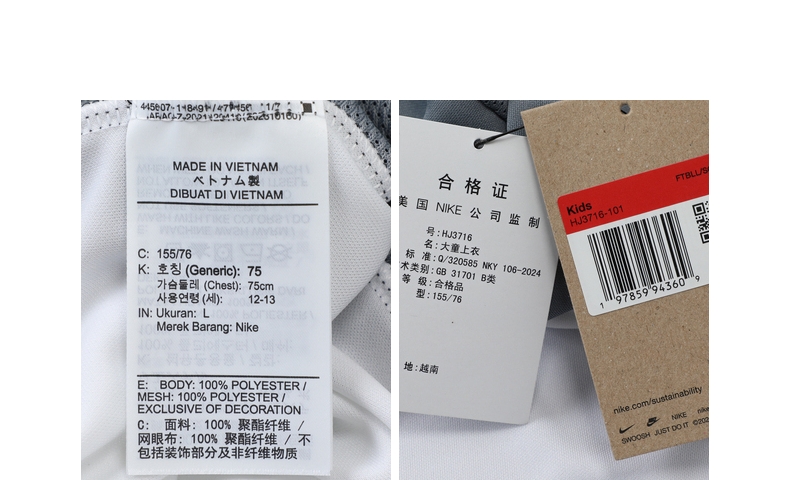 MADE IN VIETNAM
ベトナム製
DIBUAT DI VIETNAM
C: 155/76
K: 호칭 (Generic): 75
가슴둘레 (Chest): 75cm
사용연령 (세): 12-13
IN: Ukuran: L
Merek Barang: Nike
E: BODY: 100% POLYESTER /
MESH: 100% POLYESTER /
EXCLUSIVE OF DECORATION
C: 面料: 100% 聚酯纤维 /
网眼布: 100% 聚酯纤维 / 不
包括装饰部分及非纤维物质
合格证
美国 NIKE 公司监制
号: HJ3716
名: 大童上衣
标 准: Q/320585 NKY 106-2024
术类别: GB 31701 B类
等 级: 合格品
型: 155/76
地: 越南
FTBLL/
Kids
HJ3716-101
1 97859 94360 9
nike.com/sustainability
NIKE
SWOOSH JUST DO IT